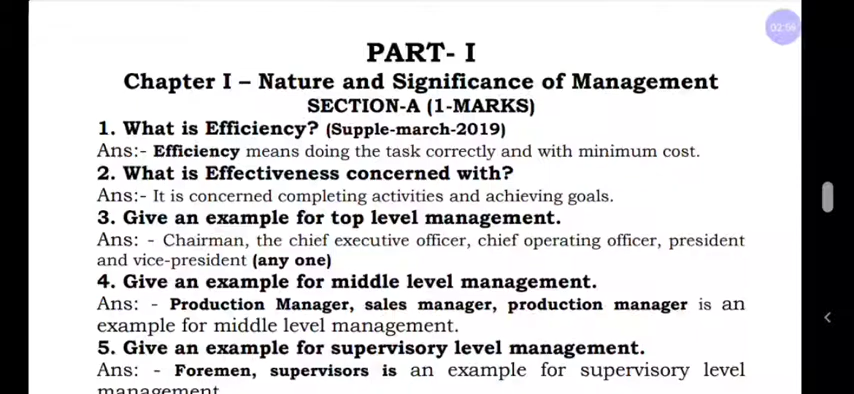 02:56
PART- I
Chapter I – Nature and Significance of Management
SECTION-A (1-MARKS)
1. What is Efficiency? (Supple-march-2019)
Ans:- Efficiency means doing the task correctly and with minimum cost.
2. What is Effectiveness concerned with?
Ans:- It is concerned completing activities and achieving goals.
3. Give an example for top level management.
Ans: - Chairman, the chief executive officer, chief operating officer, president
and vice-president (any one)
4. Give an example for middle level management.
Ans: - Production Manager, sales manager, production manager is an
example for middle level management.
5. Give an example for supervisory level management.
Ans: - Foremen, supervisors is an example for supervisory level
management